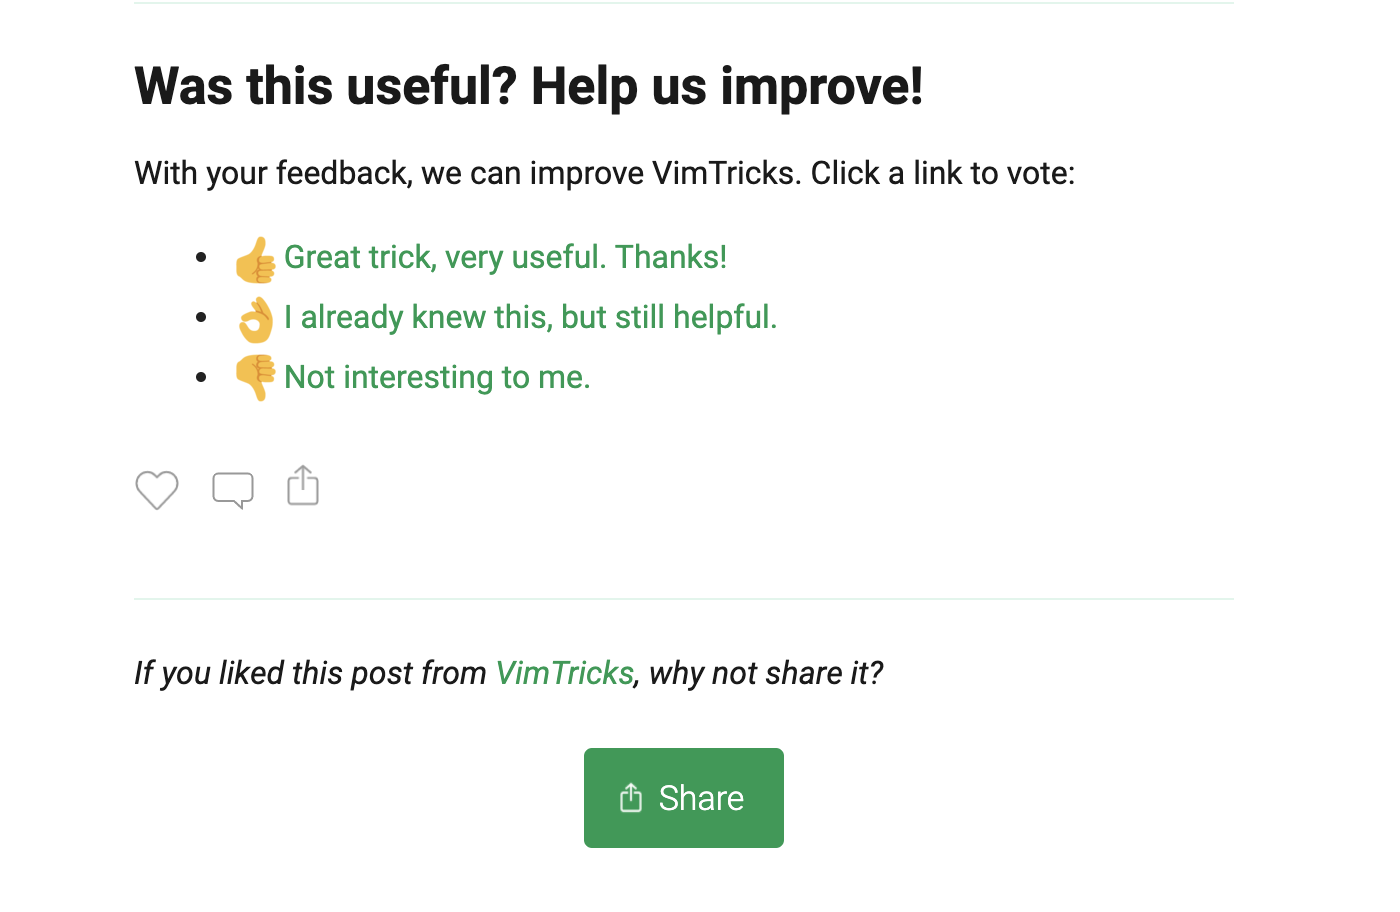 Was this useful? Help us improve!
With your feedback, we can improve VimTricks. Click a link to vote:
• 👍 Great trick, very useful. Thanks!
• 👌 I already knew this, but still helpful.
• 👎 Not interesting to me.
If you liked this post from VimTricks, why not share it?
Share